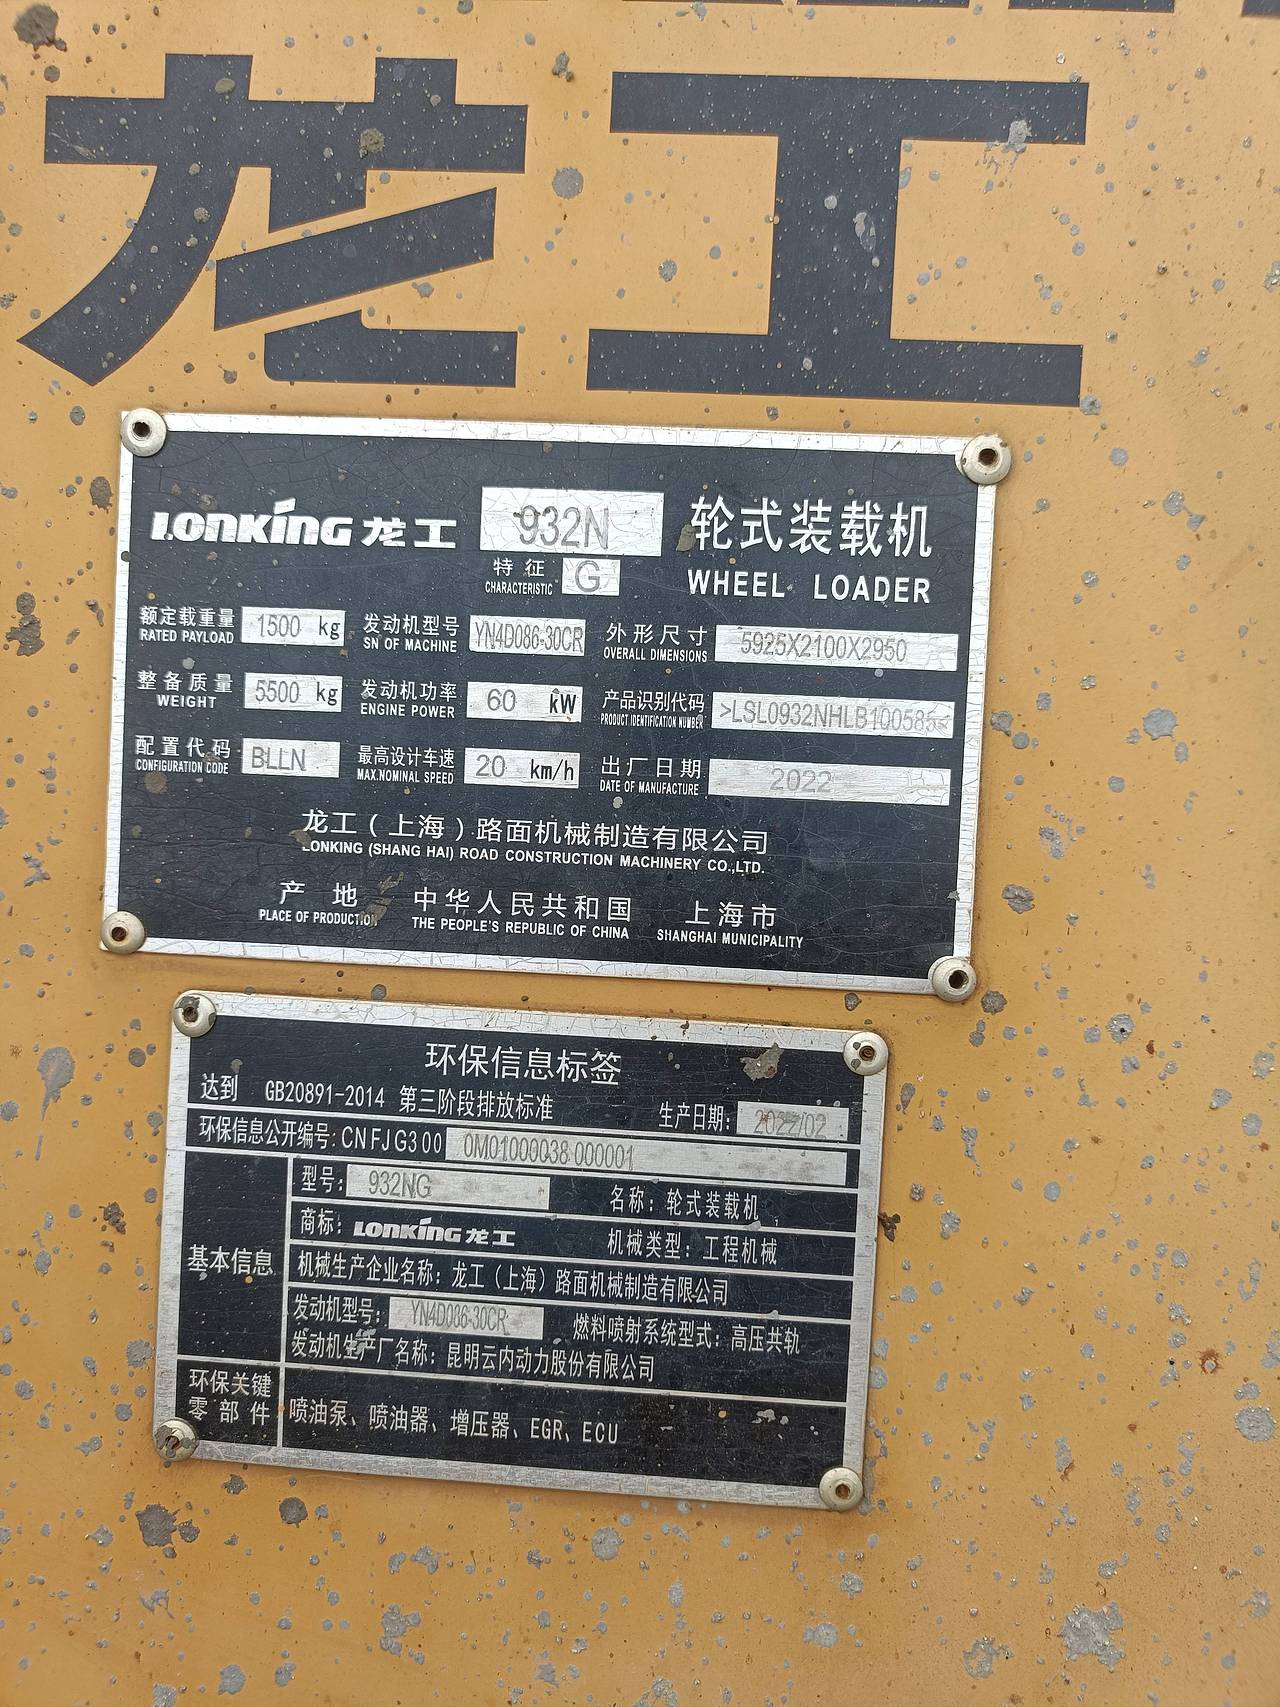 龙工
LONKING 龙工 932N 轮式装载机
特征 G
CHARACTERISTIC
WHEEL LOADER
额定载重量 1500 kg 发动机型号 YN4D086-30CR 外形尺寸 5925X2100X2950
RATED PAYLOAD SN OF MACHINE OVERALL DIMENSIONS
整备质量 5500 kg 发动机功率 60 kW 产品识别代码 >LSL0932NHLB100585<
WEIGHT ENGINE POWER PRODUCT IDENTIFICATION NUMBER
配置代码 BLLN 最高设计车速 20 km/h 出厂日期 2022
CONFIGURATION CODE MAX.NOMINAL SPEED DATE OF MANUFACTURE
龙工(上海)路面机械制造有限公司
LONKING (SHANG HAI) ROAD CONSTRUCTION MACHINERY CO.,LTD.
产地 中华人民共和国 上海市
PLACE OF PRODUCTION THE PEOPLE'S REPUBLIC OF CHINA SHANGHAI MUNICIPALITY
环保信息标签
达到 GB20891-2014 第三阶段排放标准 生产日期: 2022/02
环保信息公开编号: CNFJG300 0M01000038 000001
基本信息
型号: 932NG 名称: 轮式装载机
商标: LONKING 龙工 机械类型: 工程机械
机械生产企业名称: 龙工(上海)路面机械制造有限公司
发动机型号: YN4D086-30CR 燃料喷射系统型式: 高压共轨
发动机生产厂名称: 昆明云内动力股份有限公司
环保关键
零部件
喷油泵、喷油器、增压器、EGR、ECU